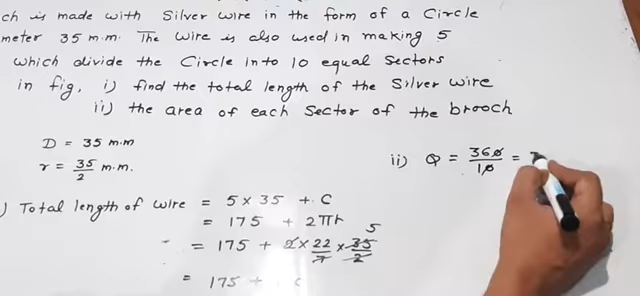 ch is made with Silver wire in the form of a Circle
meter 35 m.m. The wire is also used in making 5
which divide the Circle into 10 equal Sectors
in fig, i) find the total length of the Silver wire
ii) the area of each Sector of the brooch
D = 35 m.m
r = 35/2 m.m.
) Total length of wire = 5 x 35 + C
= 175 + 2πr
= 175 + 2 x 22/7 x 35/2 5
= 175 +
ii) Q = 360/10 =